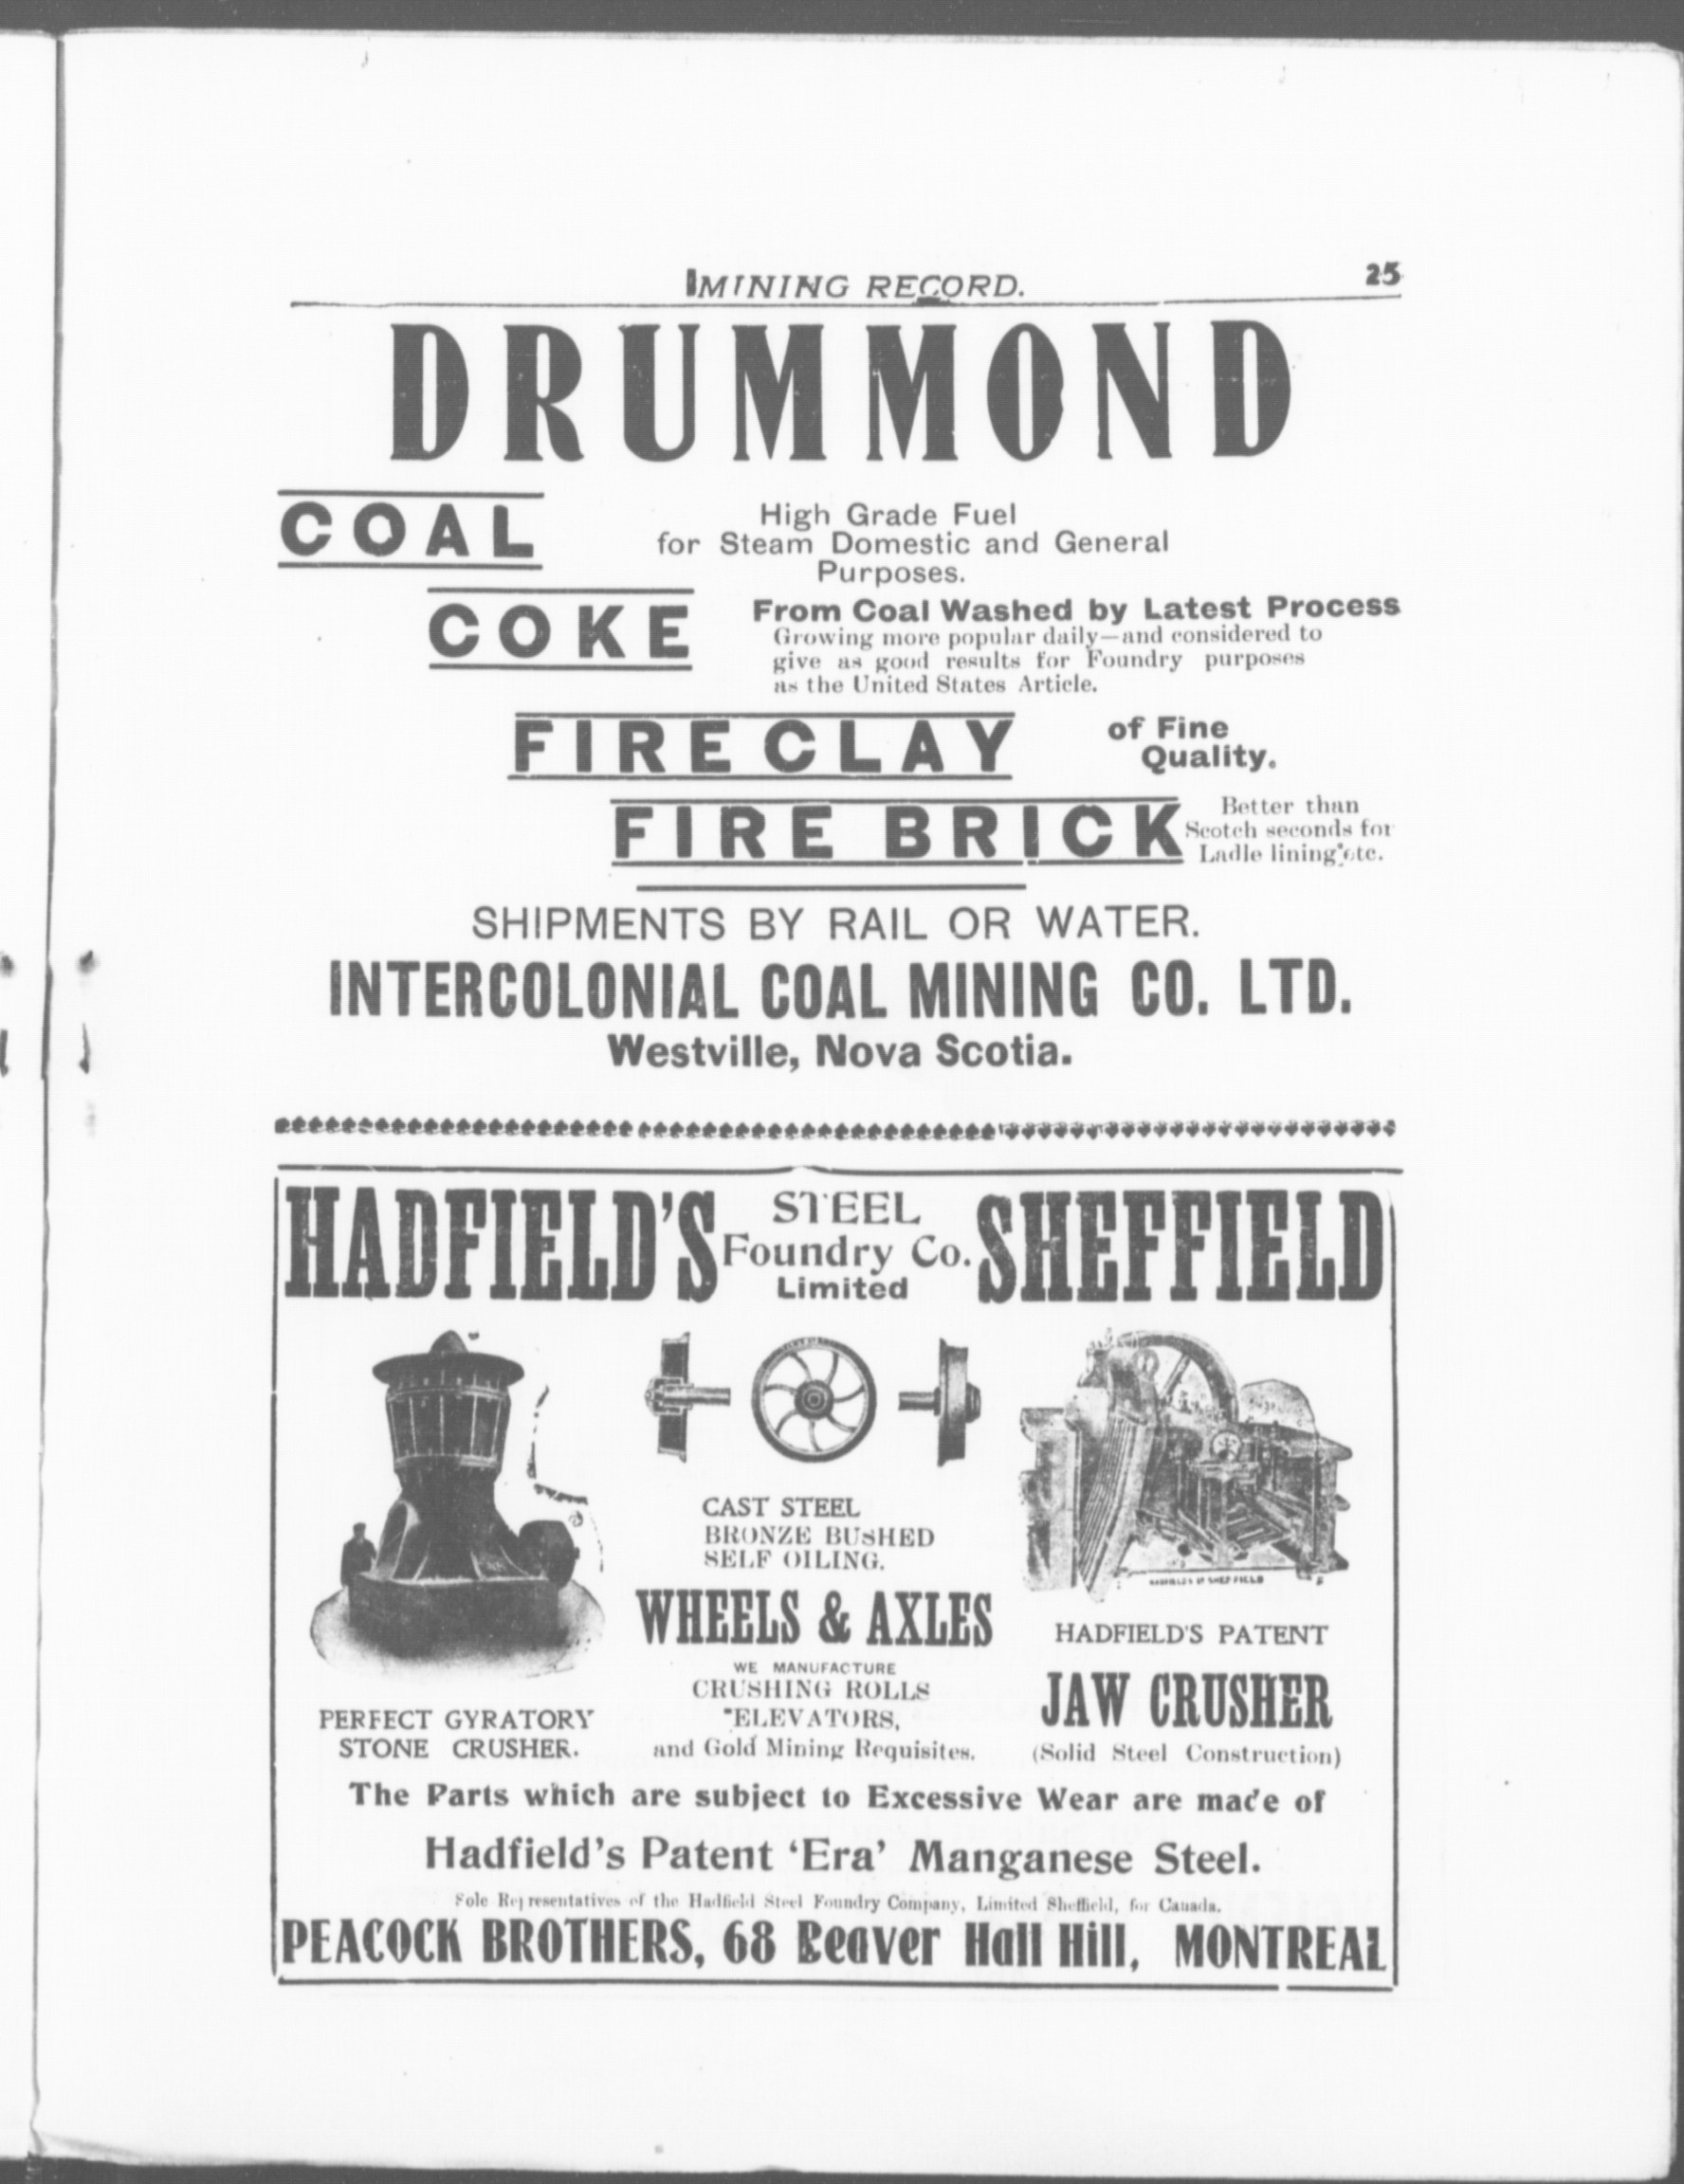 MINING RECORD.
25
DRUMMOND
COAL
High Grade Fuel
for Steam Domestic and General
Purposes.
COKE
From Coal Washed by Latest Process
Growing more popular daily—and considered to
give as good results for Foundry purposes
as the United States Article.
FIRE CLAY
of Fine
Quality.
FIRE BRICK
Better than
Scotch seconds for
Ladle lining etc.
SHIPMENTS BY RAIL OR WATER.
INTERCOLONIAL COAL MINING CO. LTD.
Westville, Nova Scotia.
HADFIELD'S STEEL Foundry Co. Limited SHEFFIELD
CAST STEEL
BRONZE BUSHED
SELF OILING.
WHEELS & AXLES
WE MANUFACTURE
CRUSHING ROLLS
ELEVATORS,
and Gold Mining Requisites.
PERFECT GYRATORY
STONE CRUSHER.
HADFIELDS SHEFFIELD
HADFIELD'S PATENT
JAW CRUSHER
(Solid Steel Construction)
The Parts which are subject to Excessive Wear are made of
Hadfield's Patent 'Era' Manganese Steel.
Sole Representatives of the Hadfield Steel Foundry Company, Limited Sheffield, for Canada.
PEACOCK BROTHERS, 68 Beaver Hall Hill, MONTREAL